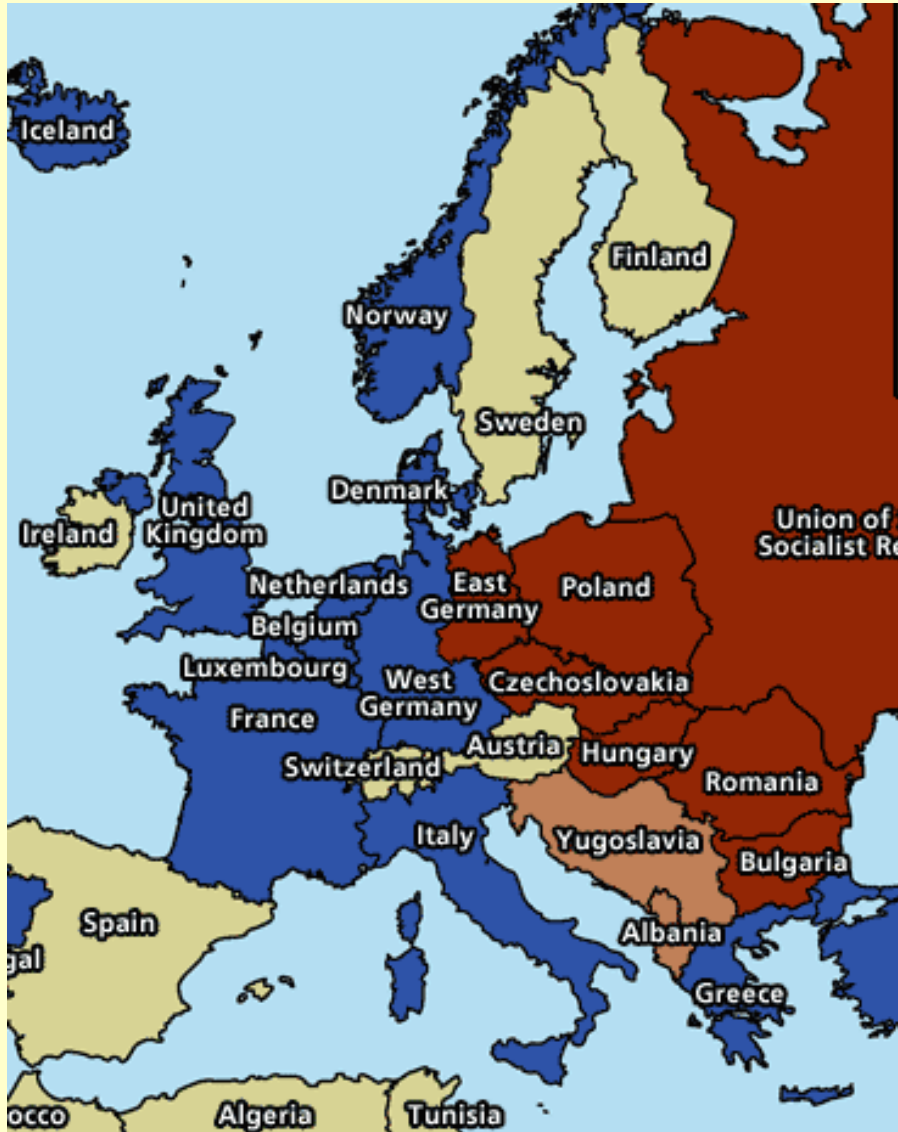 Iceland
Finland
Norway
Sweden
Denmark
United
Kingdom
Ireland
Union of
Socialist Re
Netherlands
East
Germany
Poland
Belgium
Luxembourg
West
Germany
Czechoslovakia
France
Austria
Hungary
Switzerland
Romania
Italy
Yugoslavia
Bulgaria
Spain
Albania
gal
Greece
occo
Algeria
Tunisia